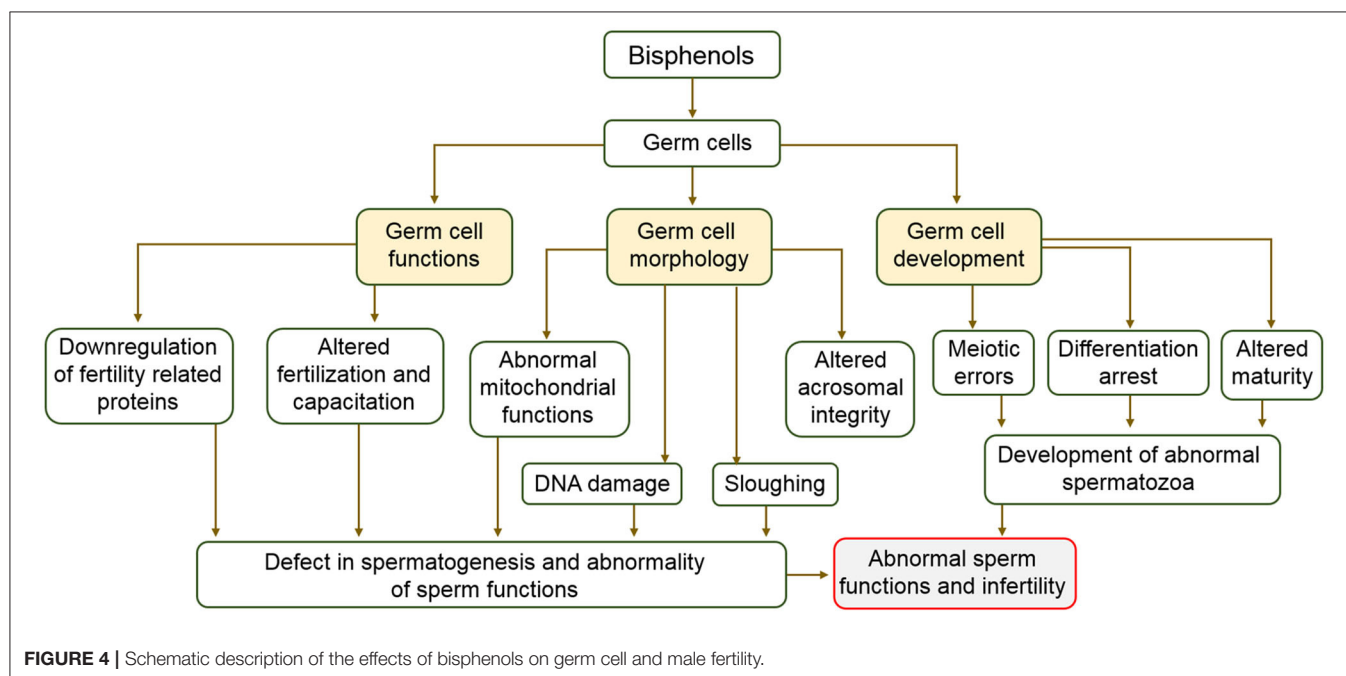 Bisphenols
Germ cells
Germ cell
functions
Germ cell
morphology
Germ cell
development
Downregulation
of fertility related
proteins
Altered
fertilization and
capacitation
Abnormal
mitochondrial
functions
Altered
acrosomal
integrity
Meiotic
errors
Differentiation
arrest
Altered
maturity
DNA damage
Sloughing
Development of abnormal
spermatozoa
Defect in spermatogenesis and abnormality
of sperm functions
Abnormal sperm
functions and infertility
FIGURE 4 | Schematic description of the effects of bisphenols on germ cell and male fertility.